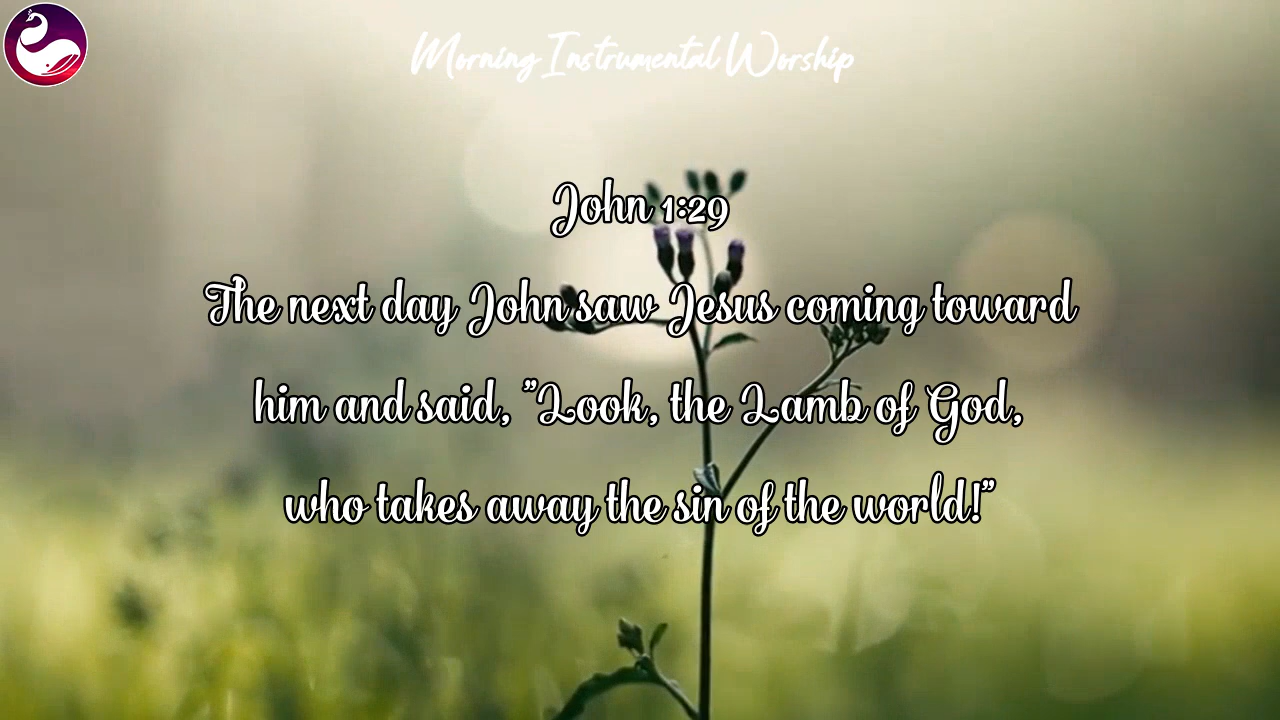 Morning Instrumental Worship
John 1:29
The next day John saw Jesus coming toward
him and said, "Look, the Lamb of God,
who takes away the sin of the world!"